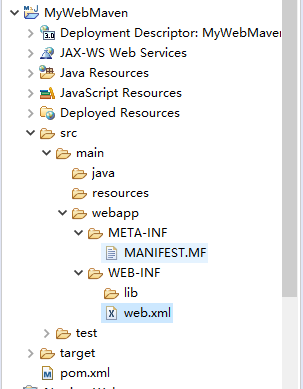 MyWebMaven
Deployment Descriptor: MyWebMaven
JAX-WS Web Services
Java Resources
JavaScript Resources
Deployed Resources
src
main
java
resources
webapp
META-INF
MANIFEST.MF
WEB-INF
lib
web.xml
test
target
pom.xml